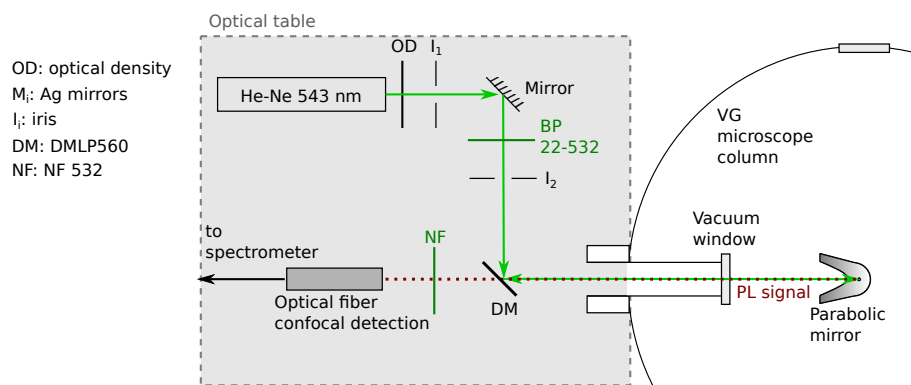 Optical table
OD: optical density
Mᵢ: Ag mirrors
Iᵢ: iris
DM: DMLP560
NF: NF 532
OD
I₁
He-Ne 543 nm
Mirror
BP
22-532
I₂
VG
microscope
column
to
spectrometer
NF
Vacuum
window
Optical fiber
confocal detection
DM
PL signal
Parabolic
mirror